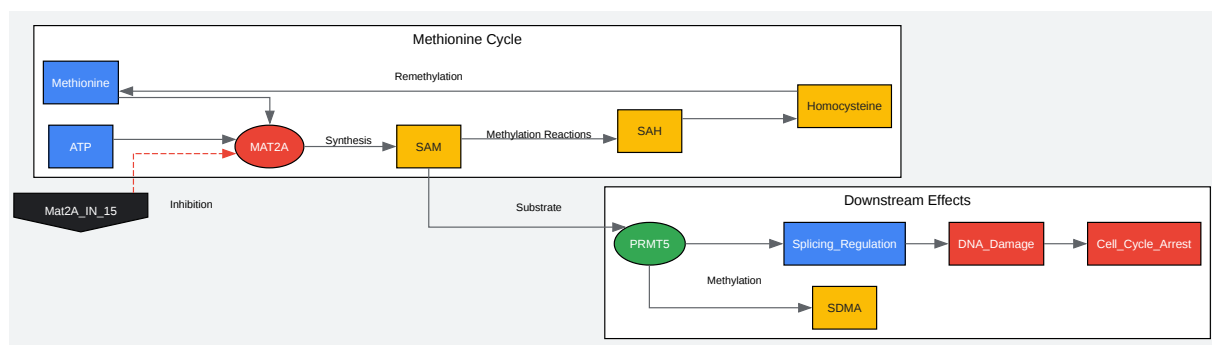 Methionine Cycle
Methionine
Remethylation
Homocysteine
ATP
MAT2A
Synthesis
SAM
Methylation Reactions
SAH
Mat2A_IN_15
Inhibition
Substrate
Downstream Effects
PRMT5
Splicing_Regulation
DNA_Damage
Cell_Cycle_Arrest
Methylation
SDMA